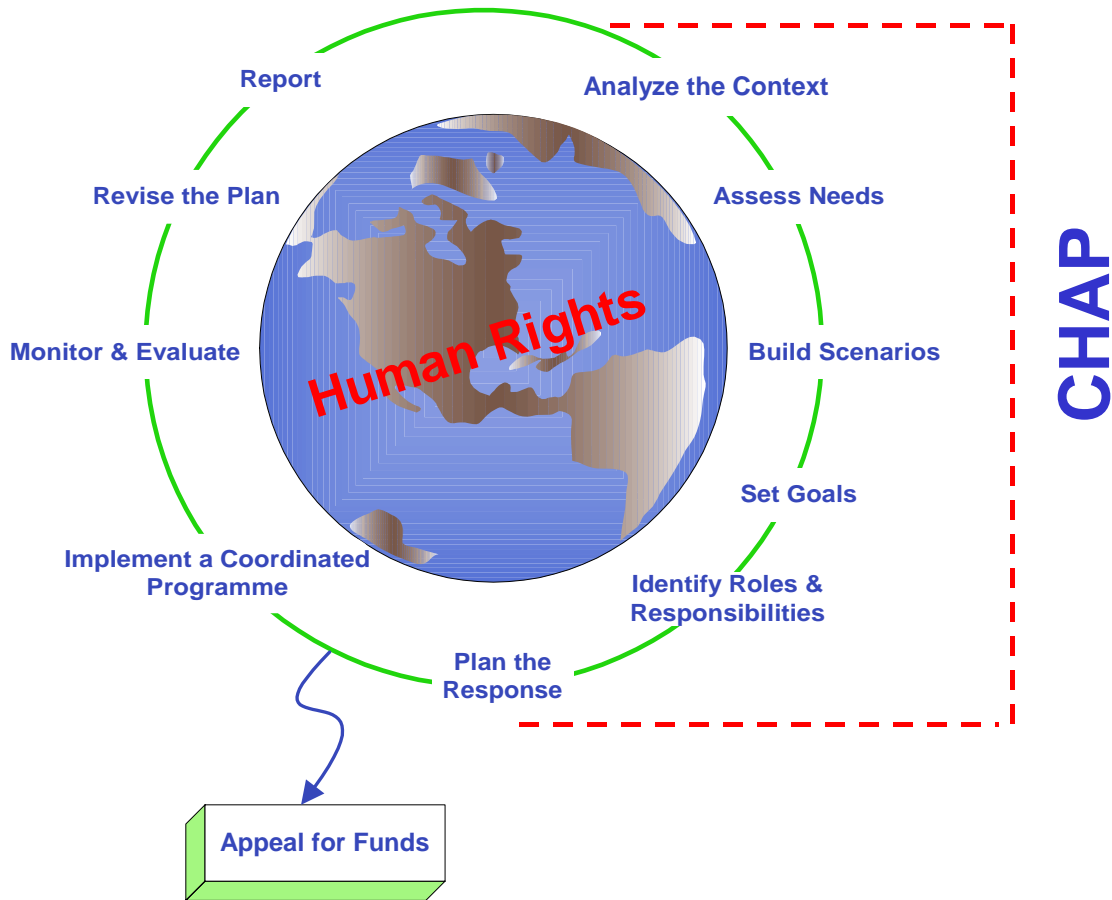 Report
Analyze the Context
Revise the Plan
Assess Needs
CHAP
Human Rights
Monitor & Evaluate
Build Scenarios
Set Goals
Implement a Coordinated
Programme
Identify Roles &
Responsibilities
Plan the
Response
Appeal for Funds